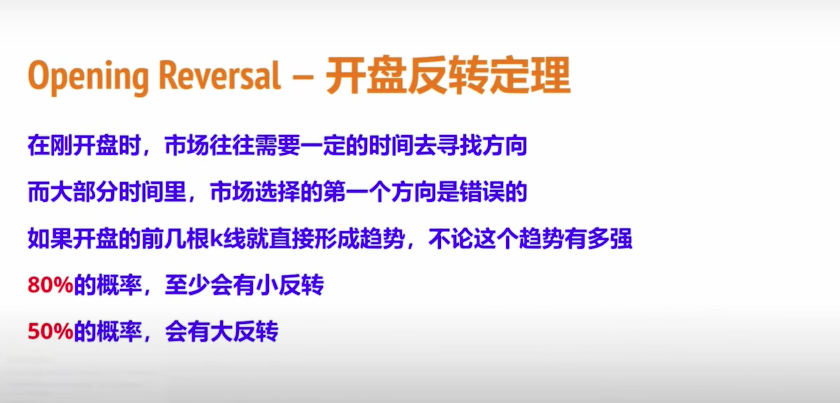 Opening Reversal – 开盘反转定理
在刚开盘时，市场往往需要一定的时间去寻找方向
而大部分时间里，市场选择的第一个方向是错误的
如果开盘的前几根k线就直接形成趋势，不论这个趋势有多强
80%的概率，至少会有小反转
50%的概率，会有大反转